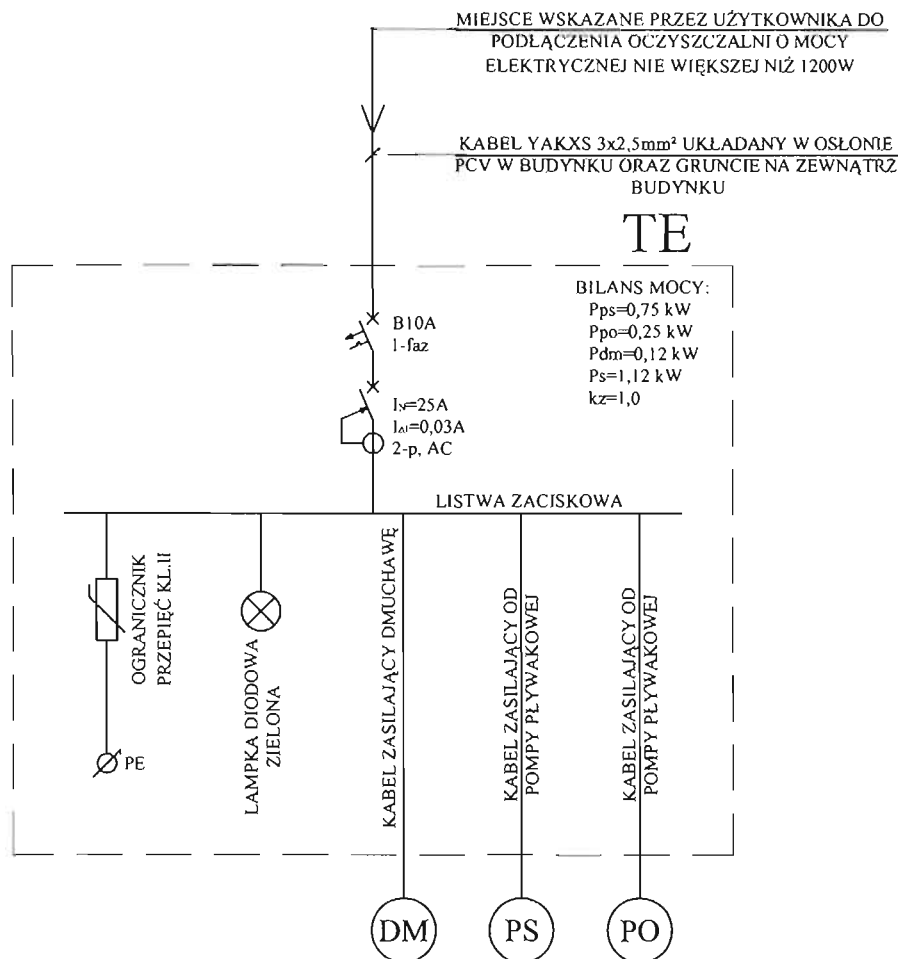 MIEJSCE WSKAZANE PRZEZ UŻYTKOWNIKA DO
PODŁĄCZENIA OCZYSZCZALNI O MOCY
ELEKTRYCZNEJ NIE WIĘKSZEJ NIŻ 1200W
KABEL YAKXS 3x2,5mm² UKŁADANY W OSŁONIE
PCV W BUDYNKU ORAZ GRUNCIE NA ZEWNĄTRZ
BUDYNKU
TE
BILANS MOCY:
Pps=0,75 kW
Ppo=0,25 kW
Pdm=0,12 kW
Ps=1,12 kW
kz=1,0
B10A
1-faz
IN=25A
IΔI=0,03A
2-p, AC
LISTWA ZACISKOWA
OGRANICZNIK
PRZEPIĘĆ KL.II
PE
LAMPKA DIODOWA
ZIELONA
KABEL ZASILAJĄCY DMUCHAWĘ
KABEL ZASILAJĄCY OD
POMPY PŁYWAKOWEJ
KABEL ZASILAJĄCY OD
POMPY PŁYWAKOWEJ
DM
PS
PO